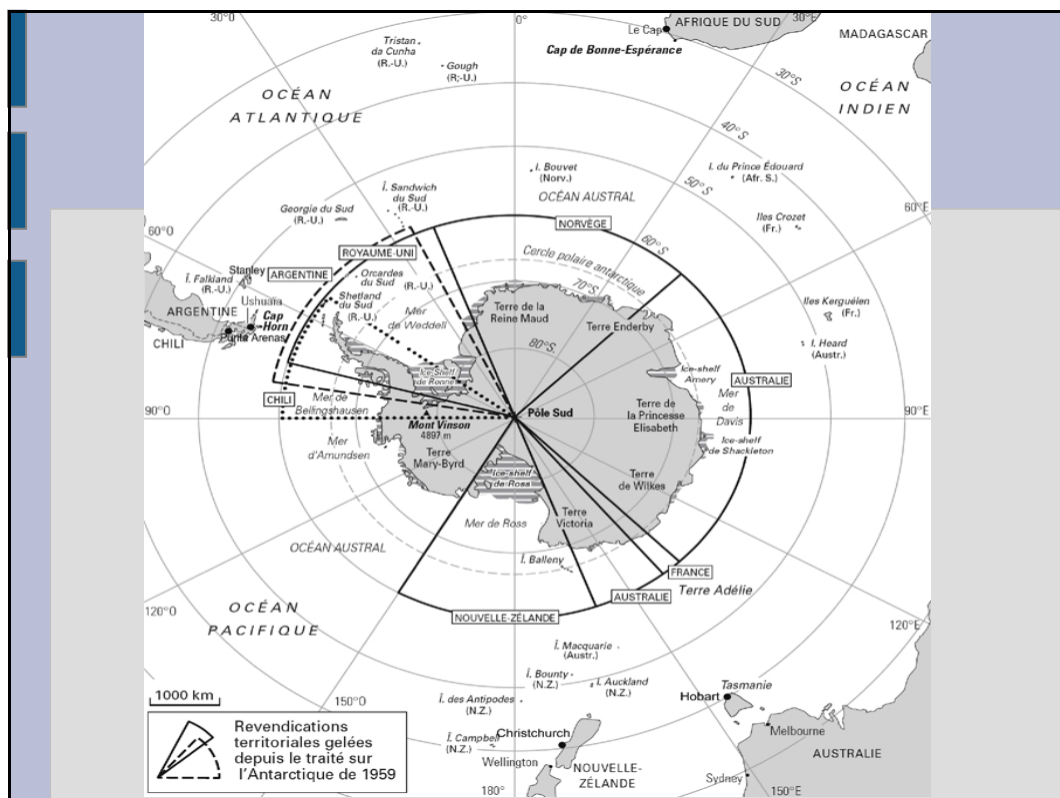 30°O
0°
30°E
AFRIQUE DU SUD
Le Cap
Cap de Bonne-Espérance
MADAGASCAR
Tristan
da Cunha
(R.-U.)
Gough
(R;-U.)
30°S
OCÉAN
INDIEN
OCÉAN
ATLANTIQUE
40°S
I. Bouvet
(Norv.)
I. du Prince Édouard
(Afr. S.)
50°S
OCÉAN AUSTRAL
Î. Sandwich
du Sud
(R.-U.)
Georgie du Sud
(R.-U.)
60°E
Iles Crozet
(Fr.)
NORVÈGE
60°O
ROYAUME-UNI
60°S
Cercle polaire antarctique
70°S
Stanley
ARGENTINE
Orcardes
du Sud
(R.-U.)
Î. Falkland
(R.-U.)
Ushuaïa
Shetland
du Sud
(R.-U.)
ARGENTINE
Cap
Horn
Punta Arenas
CHILI
Mer
de Weddell
Terre de la
Reine Maud
Terre Enderby
Iles Kerguélen
(Fr.)
I. Heard
(Austr.)
80°S
Ice-Shelf
de Ronne
Ice-shelf
Amery
AUSTRALIE
CHILI
Mer de
Bellingshausen
Mer
de
Davis
Terre de
la Princesse
Elisabeth
90°O
Pôle Sud
90°E
Mont Vinson
4897 m
Mer
d'Amundsen
Terre
Mary-Byrd
Ice-shelf
de Shackleton
Ice-shelf
de Ross
Terre
de Wilkes
Terre
Victoria
Mer de Ross
OCÉAN AUSTRAL
Î. Balleny
FRANCE
Terre Adélie
AUSTRALIE
NOUVELLE-ZÉLANDE
120°O
OCÉAN
PACIFIQUE
120°E
Î. Macquarie
(Austr.)
Î. Bounty
(N.Z.)
I. Auckland
(N.Z.)
Tasmanie
Hobart
1000 km
150°O
Î. des Antipodes
(N.Z.)
Î. Campbell
(N.Z.)
Christchurch
Wellington
NOUVELLE-
ZÉLANDE
Melbourne
AUSTRALIE
Sydney
180°
150°E
Revendications
territoriales gelées
depuis le traité sur
l'Antarctique de 1959